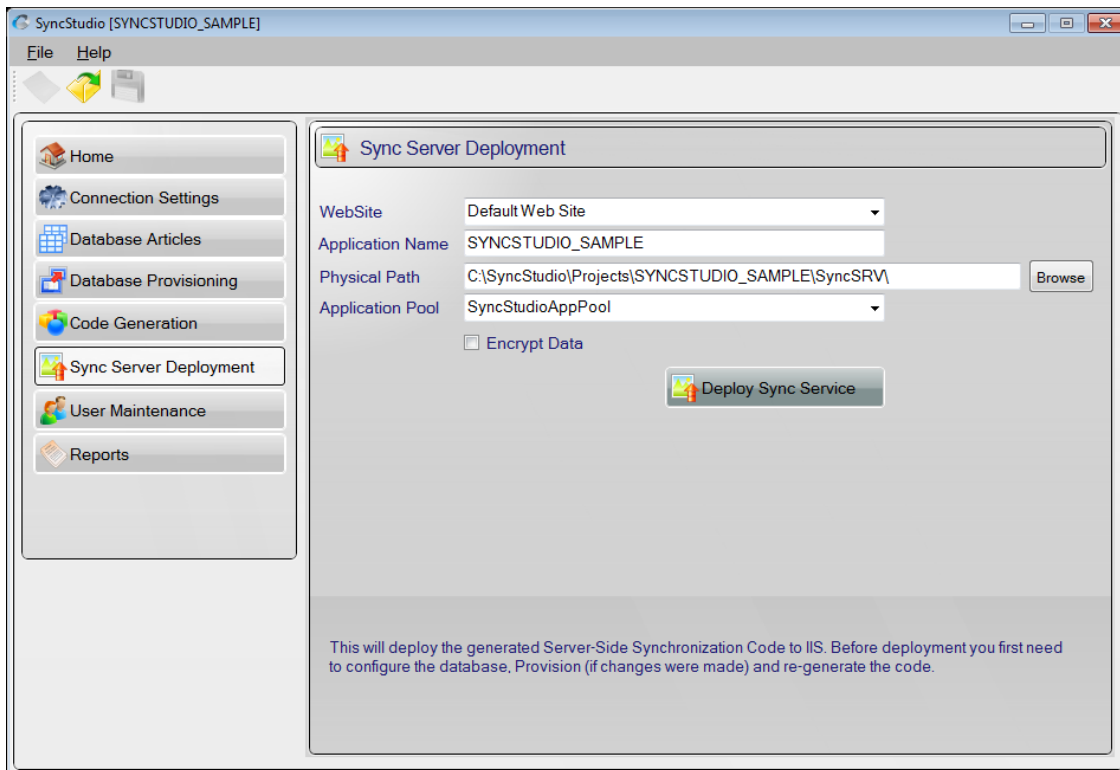 SyncStudio [SYNCSTUDIO_SAMPLE]
File Help
Home
Connection Settings
Database Articles
Database Provisioning
Code Generation
Sync Server Deployment
User Maintenance
Reports
Sync Server Deployment
WebSite Default Web Site
Application Name SYNCSTUDIO_SAMPLE
Physical Path C:\SyncStudio\Projects\SYNCSTUDIO_SAMPLE\SyncSRV\ Browse
Application Pool SyncStudioAppPool
Encrypt Data
Deploy Sync Service
This will deploy the generated Server-Side Synchronization Code to IIS. Before deployment you first need
to configure the database, Provision (if changes were made) and re-generate the code.